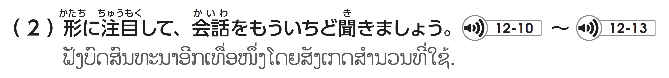 (2)形に注目して、会話をもういちど聞きましょう。 12-10 ～ 12-13
ຟັງບົດສົນທະນາອີກເທື່ອໜຶ່ງໂດຍສັງເກດສຳນວນທີ່ໃຊ້.